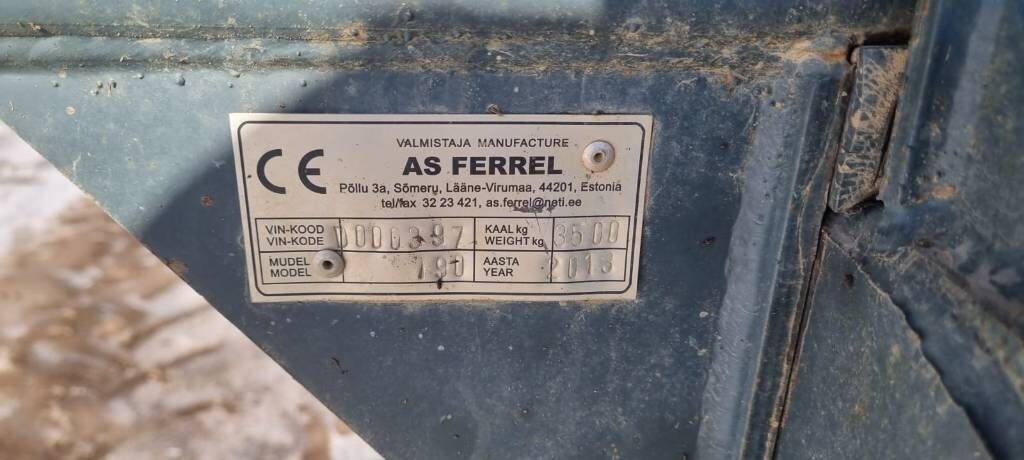 CE
VALMISTAJA MANUFACTURE
AS FERREL
Põllu 3a, Sõmeru, Lääne-Virumaa, 44201, Estonia
tel/fax 32 23 421, as.ferrel@neti.ee
VIN-KOOD
VIN-KODE
0000397
KAAL kg
WEIGHT kg
3500
MUDEL
MODEL
190
AASTA
YEAR
2013